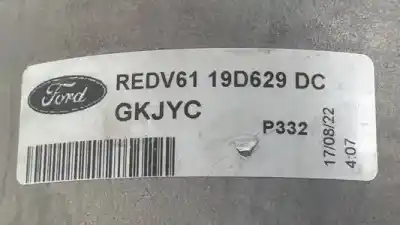 Ford
REDV61 19D629 DC
GKJYC
P332
17/08/22
4:07